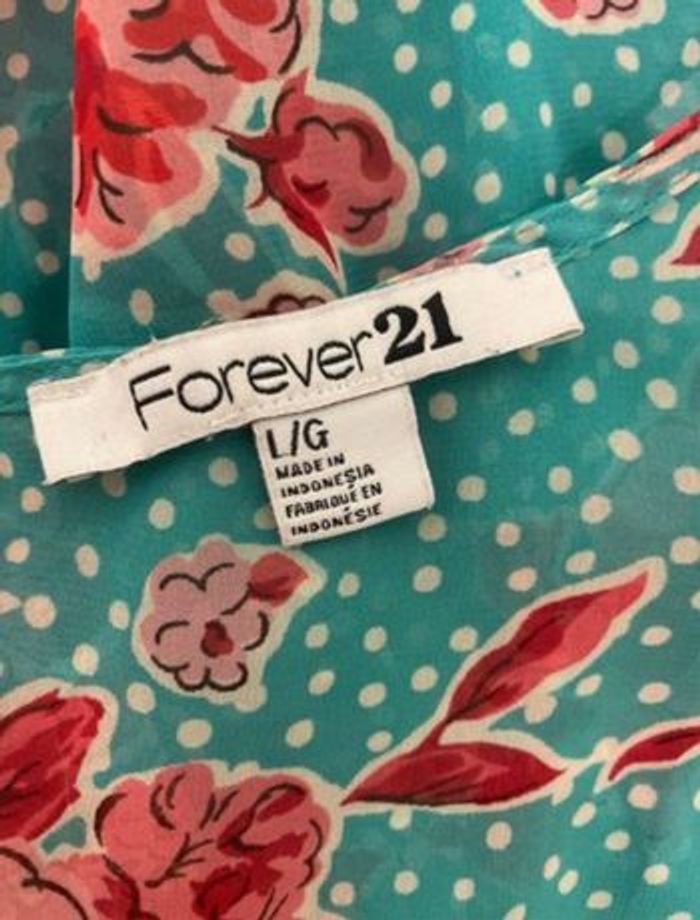 Forever21
L/G
MADE IN
INDONESIA
FABRIQUÉ EN
INDONÉSIE